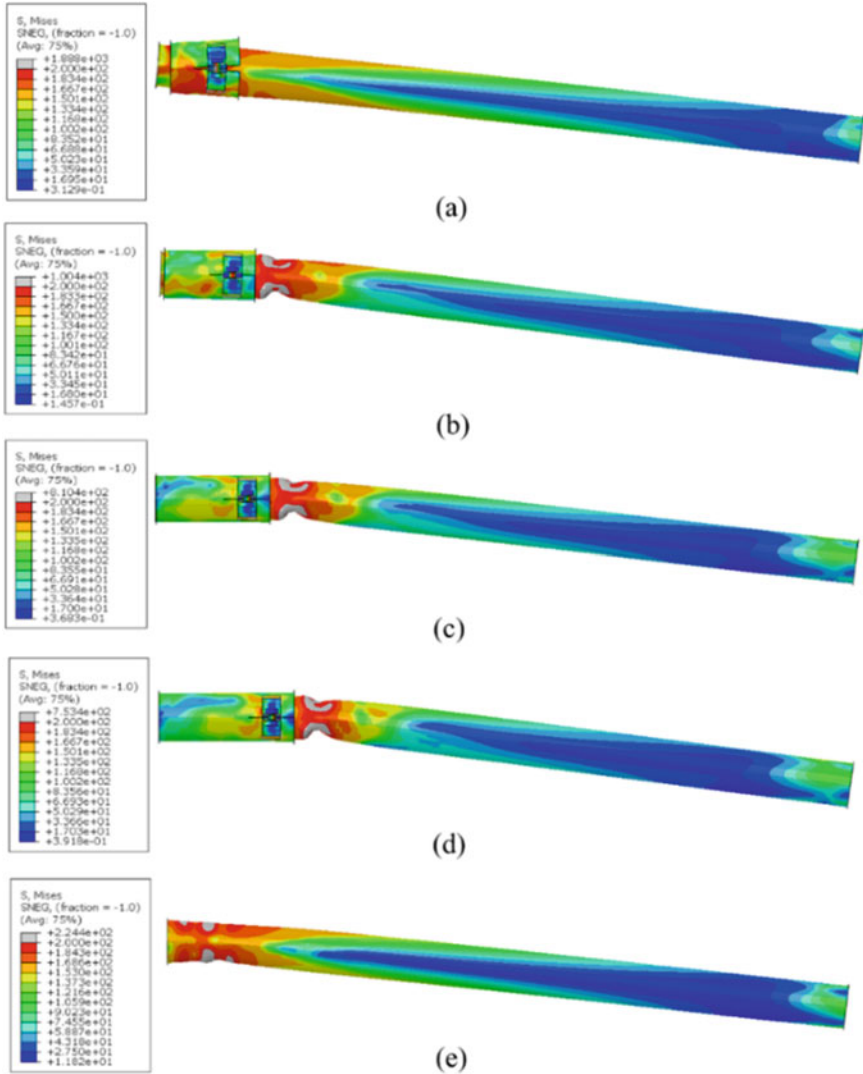 S, Mises
SNEG, (fraction = -1.0)
(Avg: 75%)
+1.888e+03
+2.000e+02
+1.834e+02
+1.667e+02
+1.501e+02
+1.334e+02
+1.168e+02
+1.002e+02
+8.352e+01
+6.688e+01
+5.023e+01
+3.359e+01
+1.695e+01
+3.129e-01
(a)
S, Mises
SNEG, (fraction = -1.0)
(Avg: 75%)
+1.004e+03
+2.000e+02
+1.833e+02
+1.667e+02
+1.500e+02
+1.334e+02
+1.167e+02
+1.001e+02
+8.342e+01
+6.676e+01
+5.011e+01
+3.345e+01
+1.680e+01
+1.457e-01
(b)
S, Mises
SNEG, (fraction = -1.0)
(Avg: 75%)
+8.104e+02
+2.000e+02
+1.834e+02
+1.667e+02
+1.501e+02
+1.335e+02
+1.168e+02
+1.002e+02
+8.355e+01
+6.691e+01
+5.028e+01
+3.364e+01
+1.700e+01
+3.683e-01
(c)
S, Mises
SNEG, (fraction = -1.0)
(Avg: 75%)
+7.534e+02
+2.000e+02
+1.834e+02
+1.667e+02
+1.501e+02
+1.335e+02
+1.168e+02
+1.002e+02
+8.356e+01
+6.693e+01
+5.029e+01
+3.366e+01
+1.703e+01
+3.918e-01
(d)
S, Mises
SNEG, (fraction = -1.0)
(Avg: 75%)
+2.244e+02
+2.000e+02
+1.843e+02
+1.686e+02
+1.530e+02
+1.373e+02
+1.216e+02
+1.059e+02
+9.023e+01
+7.455e+01
+5.887e+01
+4.318e+01
+2.750e+01
+1.182e+01
(e)